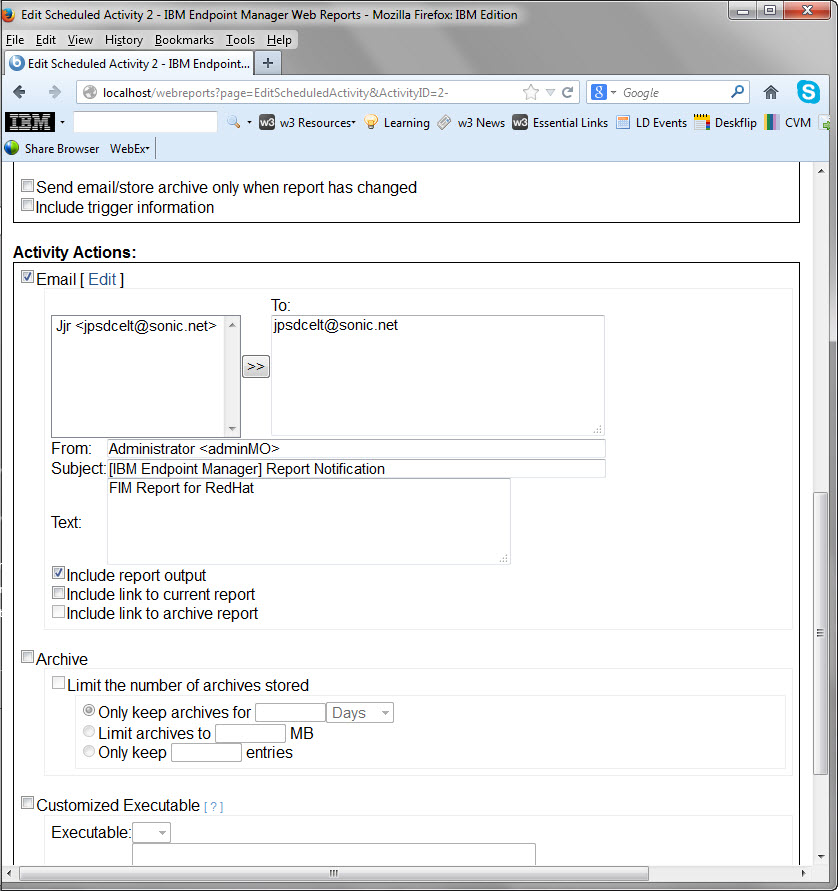 Edit Scheduled Activity 2 - IBM Endpoint Manager Web Reports - Mozilla Firefox: IBM Edition
File Edit View History Bookmarks Tools Help
Edit Scheduled Activity 2 - IBM Endpoint... +
localhost/webreports?page=EditScheduledActivity&ActivityID=2- 8 Google S
IBM w3 w3 Resources Learning w3 News w3 Essential Links LD Events Deskflip CVM
Share Browser WebEx
Send email/store archive only when report has changed
Include trigger information
Activity Actions:
Email [ Edit ]
To:
Jjr <jpsdcelt@sonic.net> jpsdcelt@sonic.net
>>
From: Administrator <adminMO>
Subject: [IBM Endpoint Manager] Report Notification
FIM Report for RedHat
Text:
Include report output
Include link to current report
Include link to archive report
Archive
Limit the number of archives stored
Only keep archives for Days
Limit archives to MB
Only keep entries
Customized Executable [ ? ]
Executable: